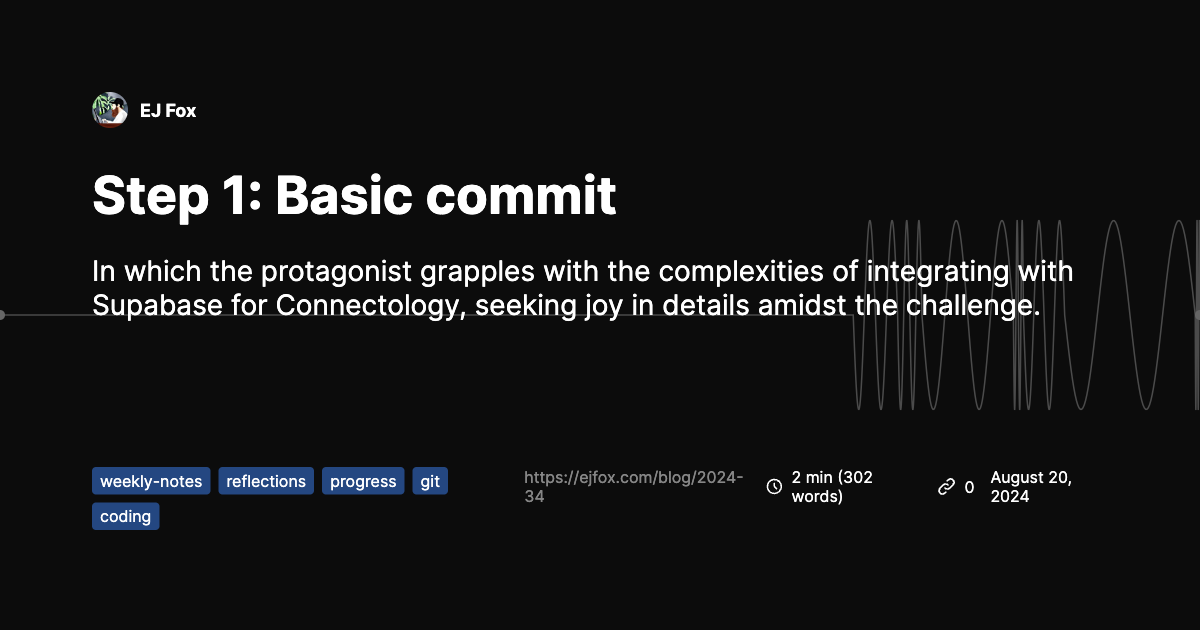 EJ Fox
Step 1: Basic commit
In which the protagonist grapples with the complexities of integrating with
Supabase for Connectology, seeking joy in details amidst the challenge.
weekly-notes reflections progress git
coding
https://ejfox.com/blog/2024-
34
2 min (302
words)
0
August 20,
2024